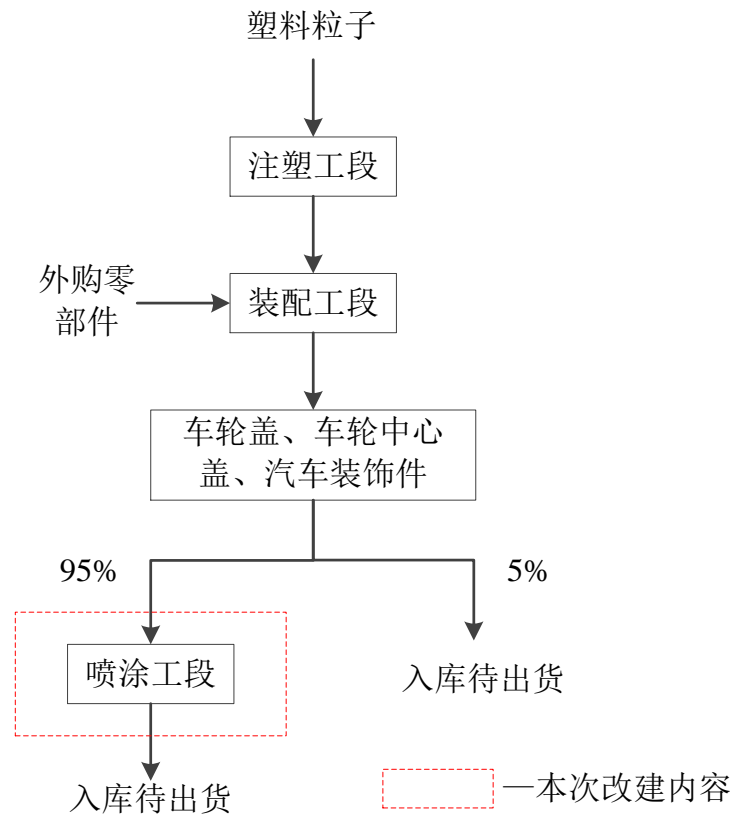 塑料粒子
注塑工段
外购零
部件
装配工段
车轮盖、车轮中心
盖、汽车装饰件
95%
5%
喷涂工段
入库待出货
入库待出货
—本次改建内容